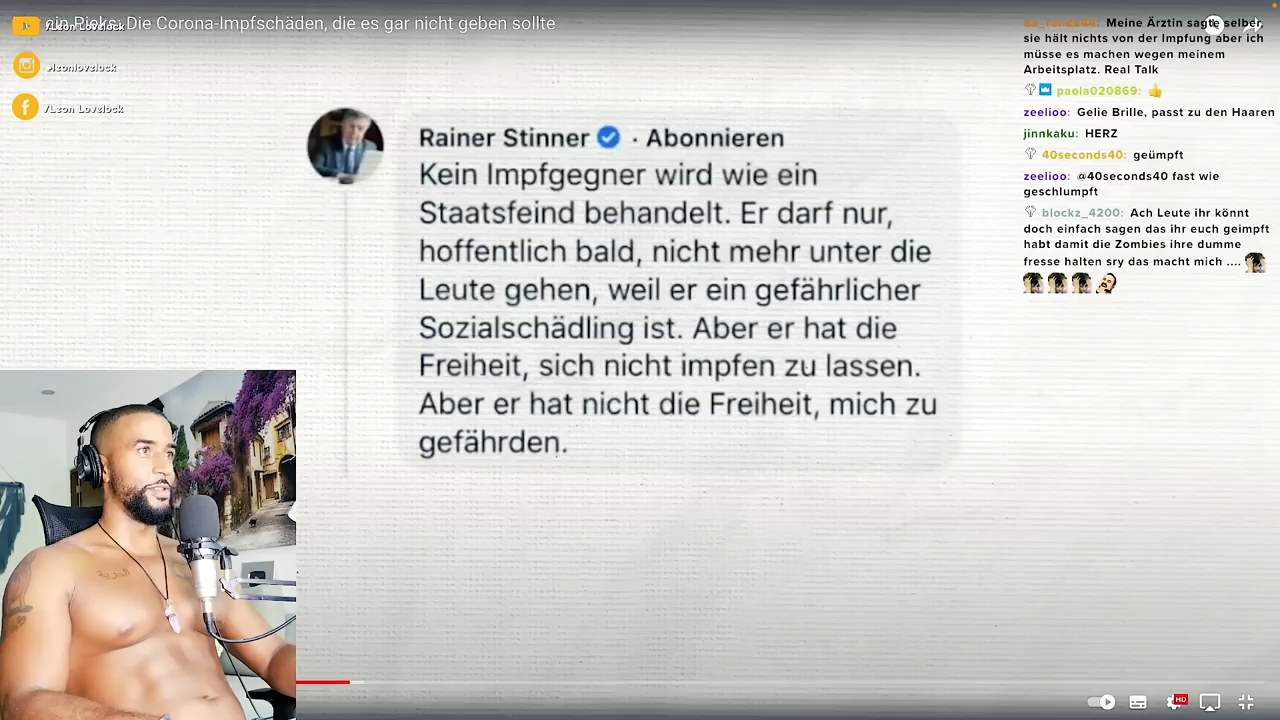 Picks: Die Corona-Impfschäden, die es gar nicht geben sollte
/Leon Lovelock
/Leon Lovelock
Rainer Stinner · Abonnieren
Kein Impfgegner wird wie ein
Staatsfeind behandelt. Er darf nur,
hoffentlich bald, nicht mehr unter die
Leute gehen, weil er ein gefährlicher
Sozialschädling ist. Aber er hat die
Freiheit, sich nicht impfen zu lassen.
Aber er hat nicht die Freiheit, mich zu
gefährden.
Meine Ärztin sagte selber,
sie hält nichts von der Impfung aber ich
müsse es machen wegen meinem
Arbeitsplatz. Real Talk
paola020869: 👍
zeelioo: Gelie Brille, passt zu den Haaren
jinnkaku: HERZ
40seconds40: geümpft
zeelioo: @40seconds40 fast wie
geschlumpft
blockz_4200: Ach Leute ihr könnt
doch einfach sagen das ihr euch geimpft
habt damit die Zombies ihre dumme
fresse halten sry das macht mich ....
HD